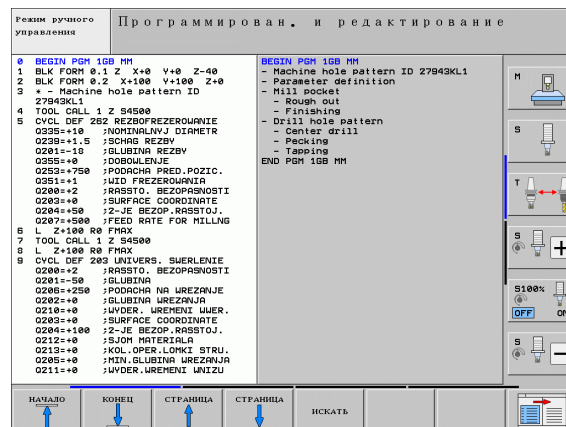 Режим ручного
управления
Программирован. и редактирование
0 BEGIN PGM 1GB MM
1 BLK FORM 0.1 Z X+0 Y+0 Z-40
2 BLK FORM 0.2 X+100 Y+100 Z+0
3 * - Machine hole pattern ID
27943KL1
4 TOOL CALL 1 Z S4500
5 CYCL DEF 262 REZBOFREZEROWANIE
Q335=+10 ;NOMINALNYJ DIAMETR
Q239=+1.5 ;SCHAG REZBY
Q201=-18 ;GLUBINA REZBY
Q355=+0 ;DOBOWLENJE
Q253=+750 ;PODACHA PRED.POZIC.
Q351=+1 ;WID FREZEROWANIA
Q200=+2 ;RASSTO. BEZOPASNOSTI
Q203=+0 ;SURFACE COORDINATE
Q204=+50 ;2-JE BEZOP.RASSTOJ.
Q207=+500 ;FEED RATE FOR MILLNG
6 L Z+100 R0 FMAX
7 TOOL CALL 1 Z S4500
8 L Z+100 R0 FMAX
9 CYCL DEF 203 UNIVERS. SWERLENIE
Q200=+2 ;RASSTO. BEZOPASNOSTI
Q201=-50 ;GLUBINA
Q206=+250 ;PODACHA NA WREZANJE
Q202=+0 ;GLUBINA WREZANJA
Q210=+0 ;WYDER. WREMENI WWER.
Q203=+0 ;SURFACE COORDINATE
Q204=+100 ;2-JE BEZOP.RASSTOJ.
Q212=+0 ;SJOM MATERIALA
Q213=+0 ;KOL.OPER.LOMKI STRU.
Q205=+0 ;MIN.GLUBINA WREZANJA
Q211=+0 ;WYDER.WREMENI WNIZU
BEGIN PGM 1GB MM
- Machine hole pattern ID 27943KL1
- Parameter definition
- Mill pocket
- Rough out
- Finishing
- Drill hole pattern
- Center drill
- Pecking
- Tapping
END PGM 1GB MM
M
S
T
S
S100%
OFF ON
S
НАЧАЛО
КОНЕЦ
СТРАНИЦА
СТРАНИЦА
ИСКАТЬ